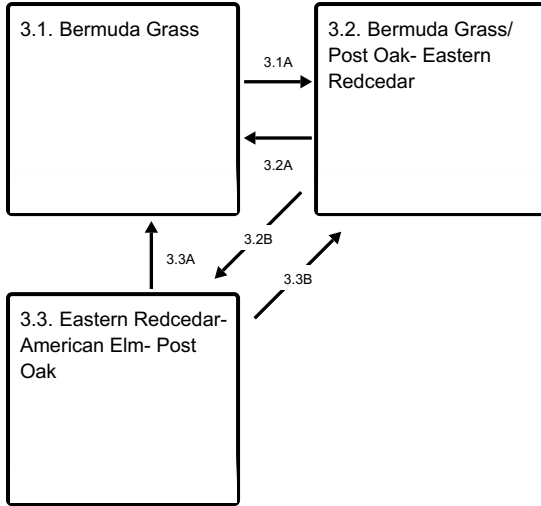 3.1. Bermuda Grass
3.2. Bermuda Grass/
Post Oak- Eastern
Redcedar
3.1A
3.2A
3.2B
3.3A
3.3B
3.3. Eastern Redcedar-
American Elm- Post
Oak